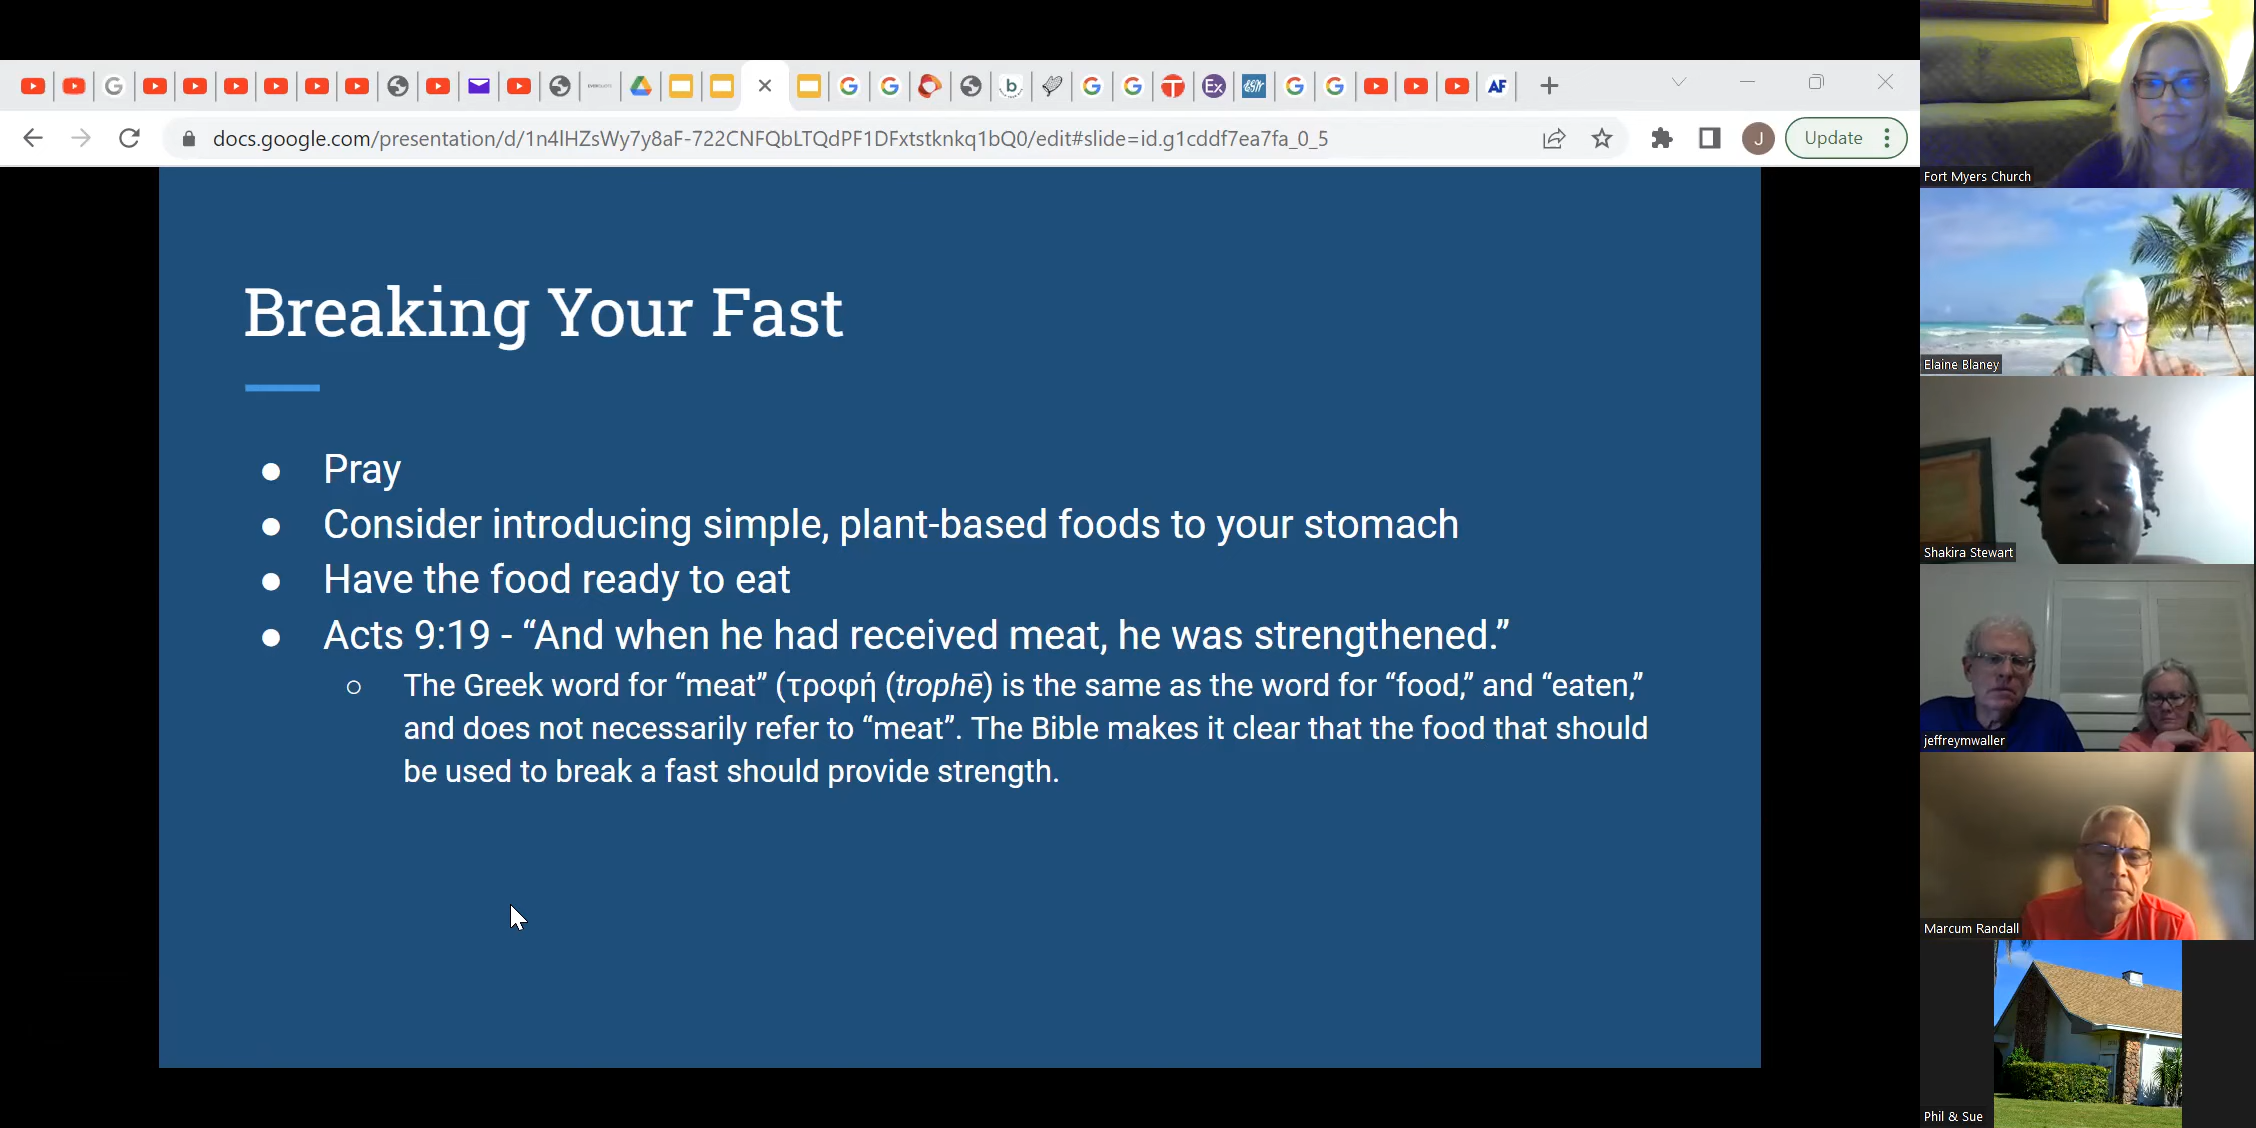 docs.google.com/presentation/d/1n4lHZsWy7y8aF-722CNFQbLTQdPF1DFxtstknkq1bQ0/edit#slide=id.g1cddf7ea7fa_0_5
J
Update
b
Ex
AF
Breaking Your Fast
● Pray
● Consider introducing simple, plant-based foods to your stomach
● Have the food ready to eat
● Acts 9:19 - “And when he had received meat, he was strengthened.”
○ The Greek word for “meat” (τροφή (trophē) is the same as the word for “food,” and “eaten,”
and does not necessarily refer to “meat”. The Bible makes it clear that the food that should
be used to break a fast should provide strength.
Fort Myers Church
Elaine Blaney
Shakira Stewart
jeffreymwaller
Marcum Randall
Phil & Sue